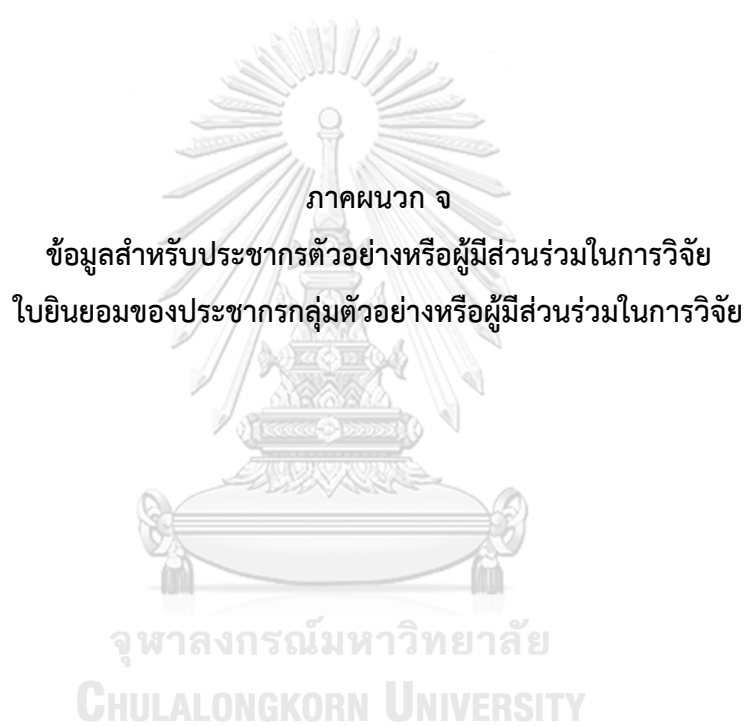 ภาคผนวก จ
ข้อมูลสำหรับประชากรตัวอย่างหรือผู้มีส่วนร่วมในการวิจัย
ใบยินยอมของประชากรกลุ่มตัวอย่างหรือผู้มีส่วนร่วมในการวิจัย
จุฬาลงกรณ์มหาวิทยาลัย
CHULALONGKORN UNIVERSITY